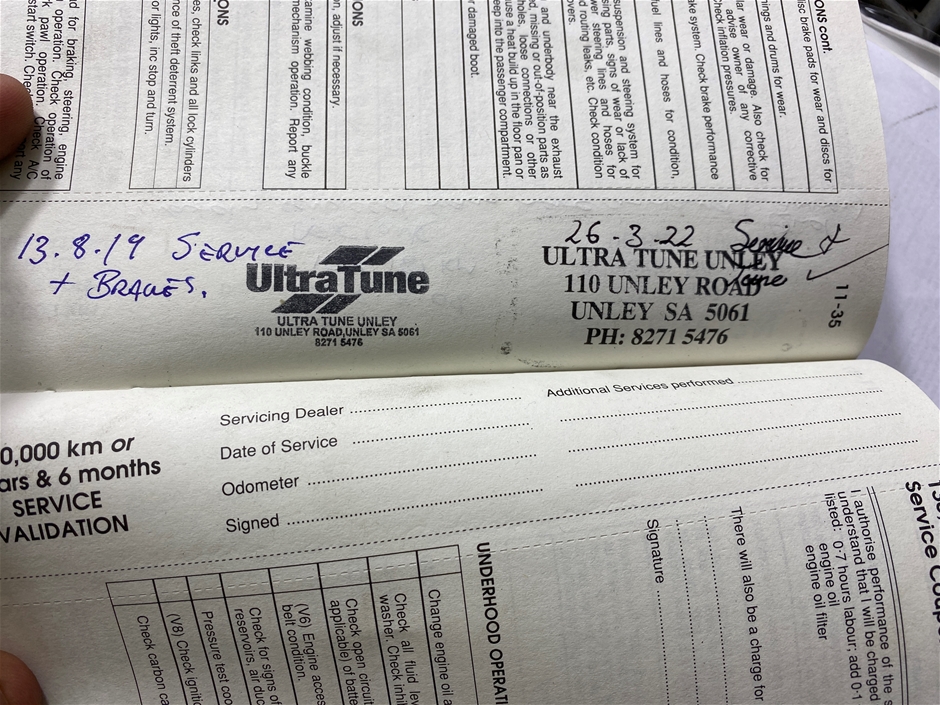 ONS cont.
isc brake pads for wear and discs for
nings and drums for wear.
lar wear or damage. Also check for
advise owner of any corrective
Check inflation pressures.
ake system. Check brake performance
fuel lines and hoses for condition,
suspension and steering system for
sing parts, signs of wear or lack of
wer steering lines and hoses for
d routing leaks, etc. Check condition
overs.
and underbody near the exhaust
d, missing or out-of-position parts as
holes, loose connections or other
use a heat build up in the floor pan or
eep into the passenger compartment.
r damaged boot.
ONS
n, adjust if necessary.
amine webbing condition, buckle
mechanism operation. Report any
ONS
es, check links and all lock cylinders
nce of theft deterrent system.
or lights, inc stop and turn.
d for braking, steering, engine
operation. Check operation of
rk pawl operation. Check A/C
start switch.
13.8.19 SERVICE
+ BRAKES.
UltraTune
ULTRA TUNE UNLEY
110 UNLEY ROAD, UNLEY SA 5061
8271 5476
26-3-22 Service +
ULTRA TUNE UNLEY
110 UNLEY ROAD
UNLEY SA 5061
PH: 8271 5476
11-35
0,000 km or
ars & 6 months
SERVICE
VALIDATION
Servicing Dealer
Date of Service
Odometer
Signed
Additional Services performed
Service Coup
I authorise performance of the s
understand that I will be charged
listed: 0·7 hours labour; add 0·1
engine oil
engine oil filter
There will also be a charge for
Signature
UNDERHOOD OPERATI
Change engine oil a
Check all fluid lev
washer. Check inhib
Check open circuit
applicable) of batte
(V6) Engine acces
belt condition.
Check for signs of
reservoirs, air duc
Pressure test coo
(V8) Check ignitio
Check carbon ca